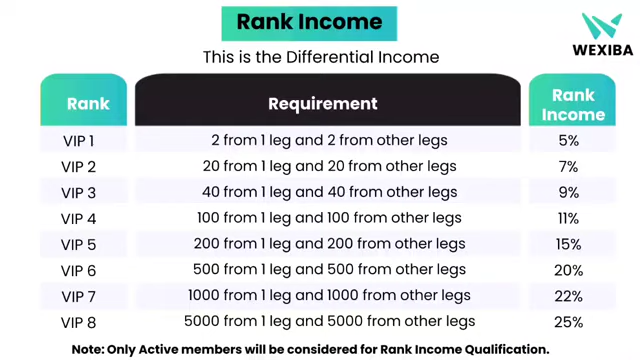 Rank Income
WEXIBA
This is the Differential Income
Rank Requirement Rank Income
VIP 1 2 from 1 leg and 2 from other legs 5%
VIP 2 20 from 1 leg and 20 from other legs 7%
VIP 3 40 from 1 leg and 40 from other legs 9%
VIP 4 100 from 1 leg and 100 from other legs 11%
VIP 5 200 from 1 leg and 200 from other legs 15%
VIP 6 500 from 1 leg and 500 from other legs 20%
VIP 7 1000 from 1 leg and 1000 from other legs 22%
VIP 8 5000 from 1 leg and 5000 from other legs 25%
Note: Only Active members will be considered for Rank Income Qualification.